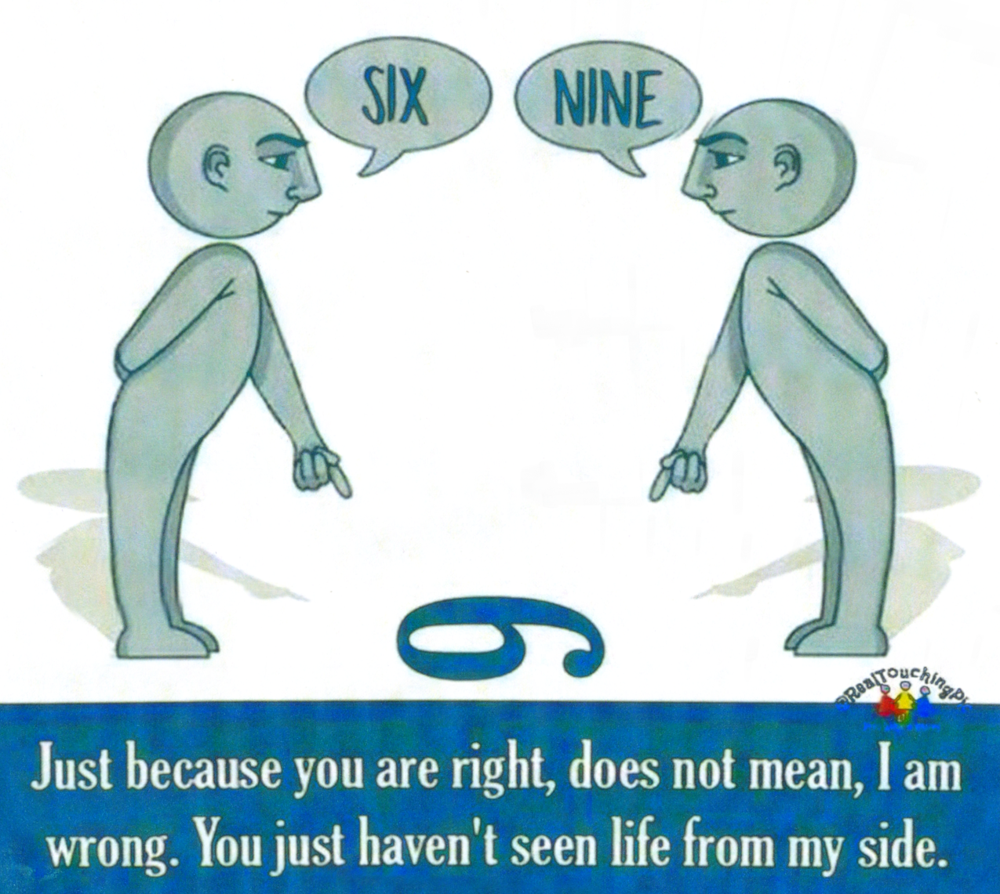 SIX
NINE
6
@RealTouchingPi
Just because you are right, does not mean, I am
wrong. You just haven't seen life from my side.